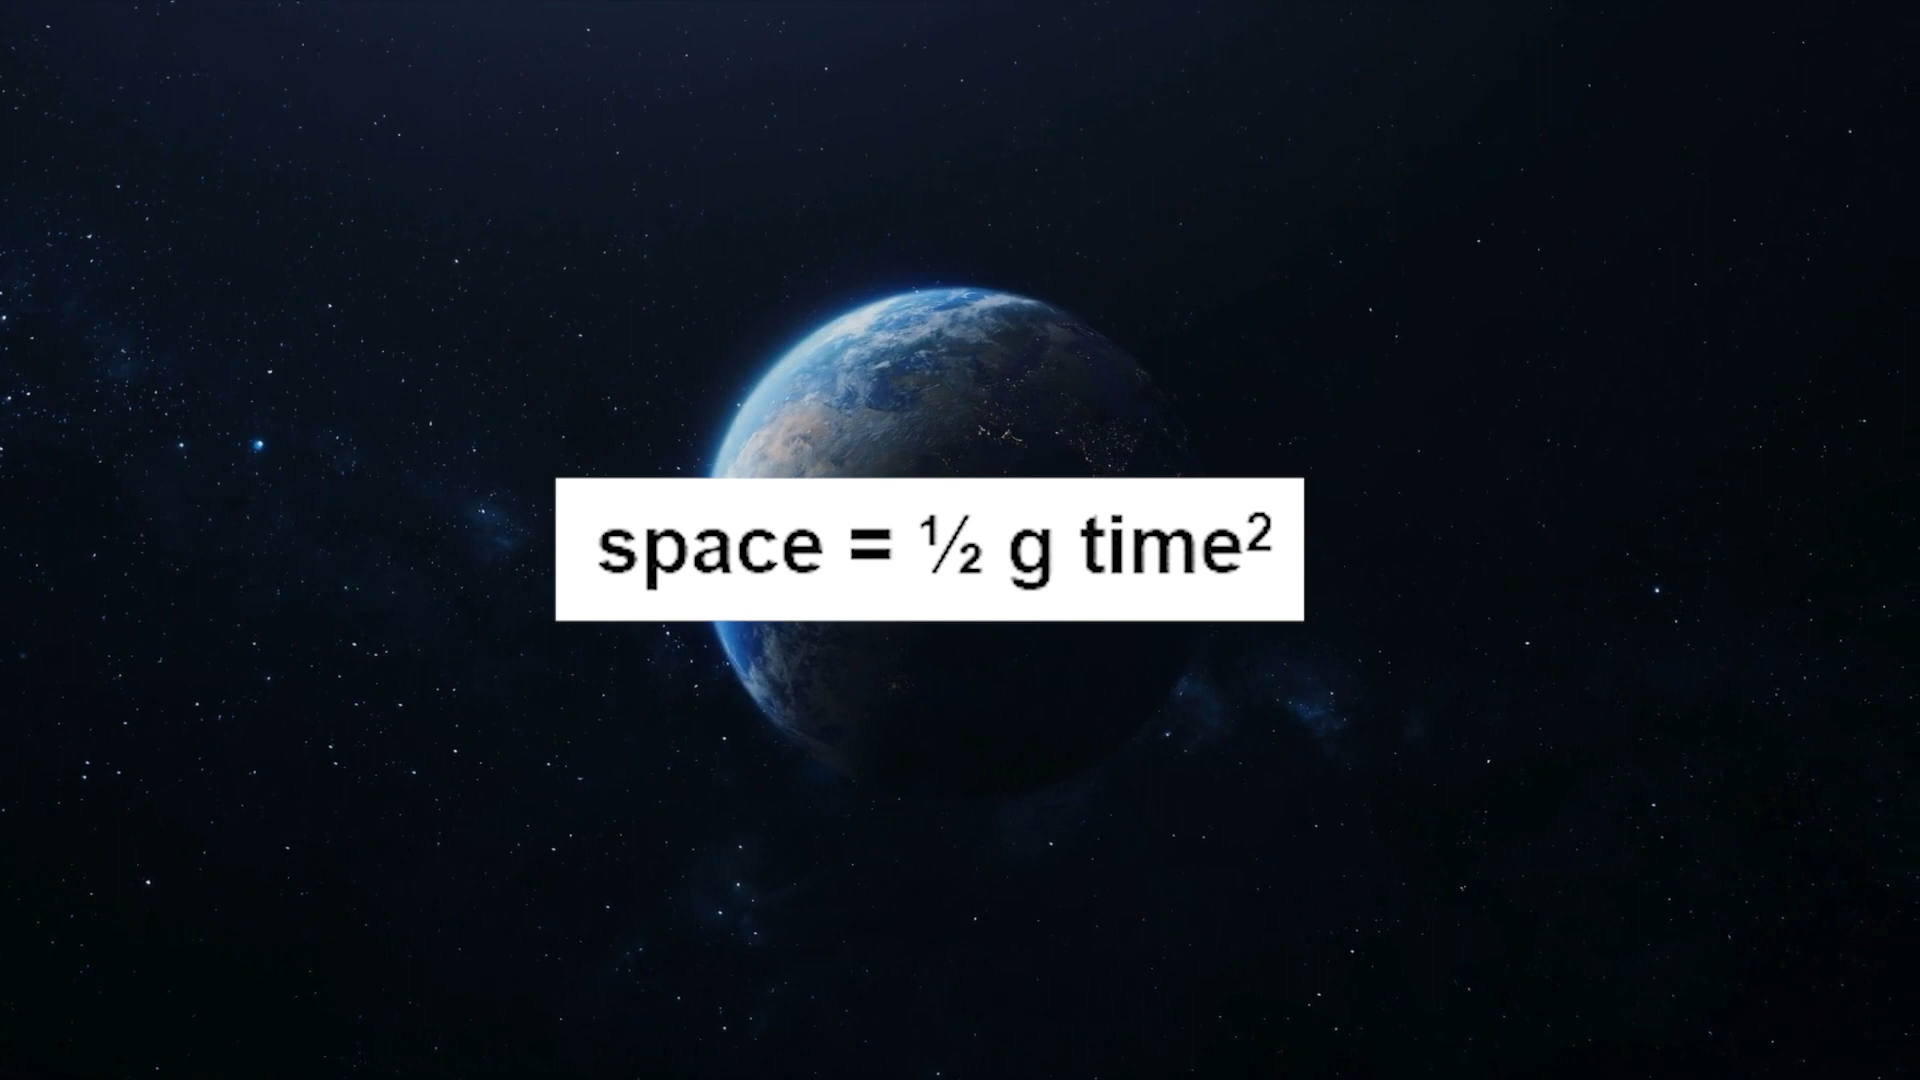 space = ½ g time²